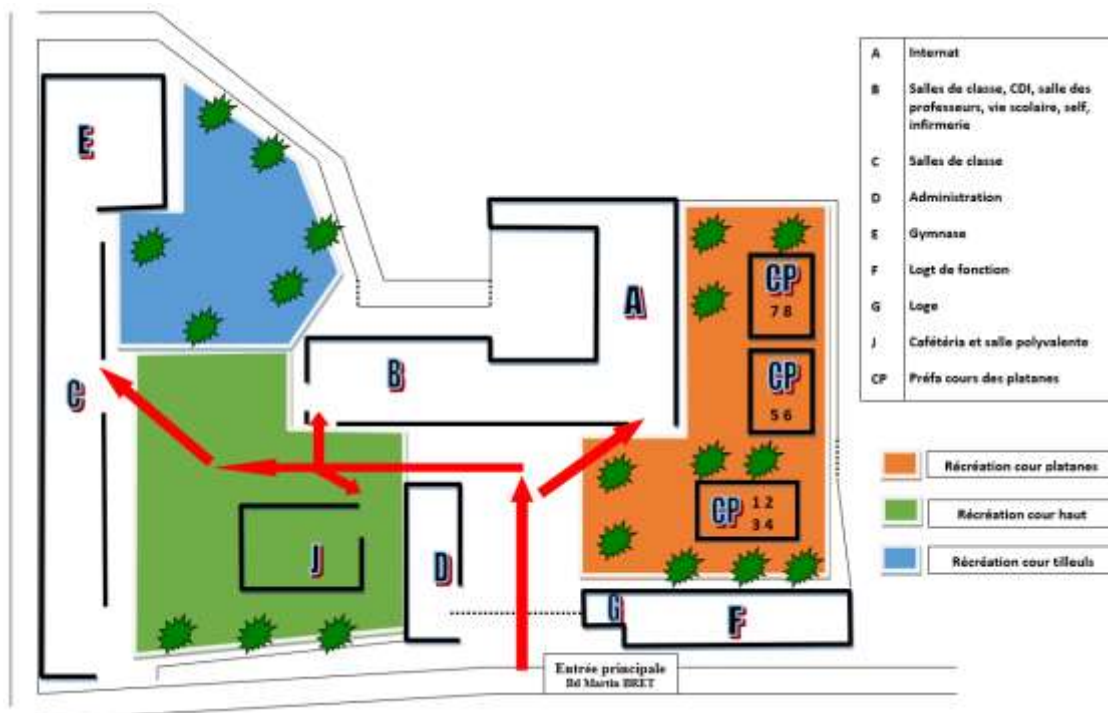 E
C
B
A
J
D
G
F
CP
7 8
CP
5 6
CP
1 2
3 4
Entrée principale
Bd Martin BRET
A Internat
B Salles de classe, CDI, salle des
professeurs, vie scolaire, self,
infirmerie
C Salles de classe
D Administration
E Gymnase
F Logt de fonction
G Loge
J Cafétéria et salle polyvalente
CP Préfa cours des platanes
Récréation cour platanes
Récréation cour haut
Récréation cour tilleuls